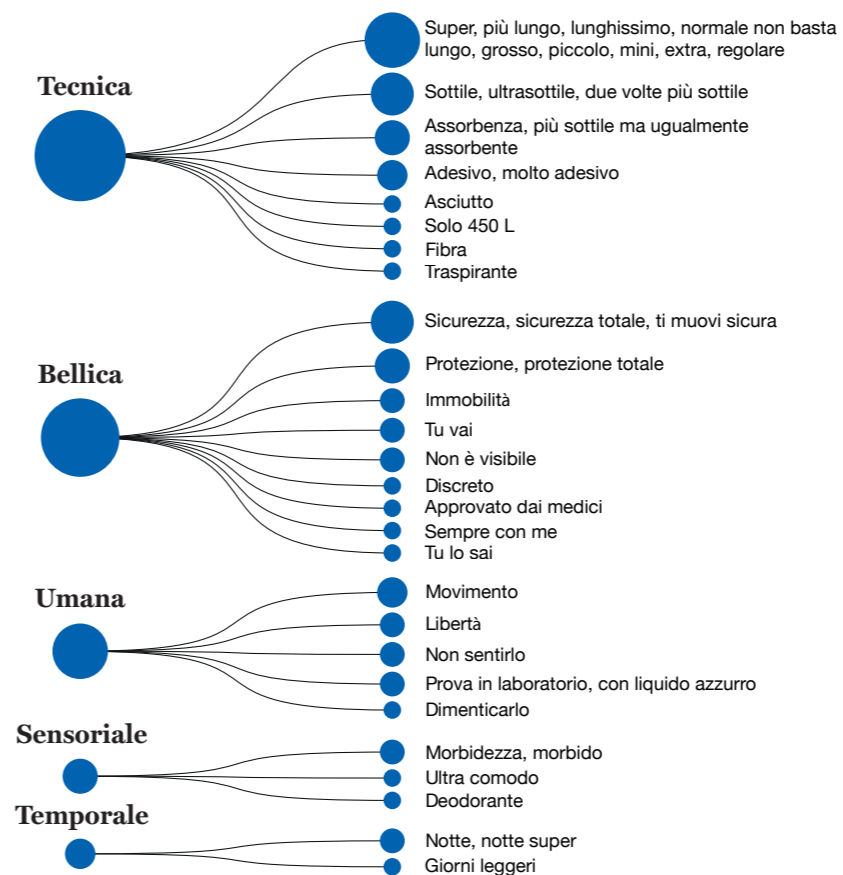 Tecnica
Super, più lungo, lunghissimo, normale non basta
lungo, grosso, piccolo, mini, extra, regolare
Sottile, ultrasottile, due volte più sottile
Assorbenza, più sottile ma ugualmente
assorbente
Adesivo, molto adesivo
Asciutto
Solo 450 L
Fibra
Traspirante
Bellica
Sicurezza, sicurezza totale, ti muovi sicura
Protezione, protezione totale
Immobilità
Tu vai
Non è visibile
Discreto
Approvato dai medici
Sempre con me
Tu lo sai
Umana
Movimento
Libertà
Non sentirlo
Prova in laboratorio, con liquido azzurro
Dimenticarlo
Sensoriale
Morbidezza, morbido
Ultra comodo
Deodorante
Temporale
Notte, notte super
Giorni leggeri